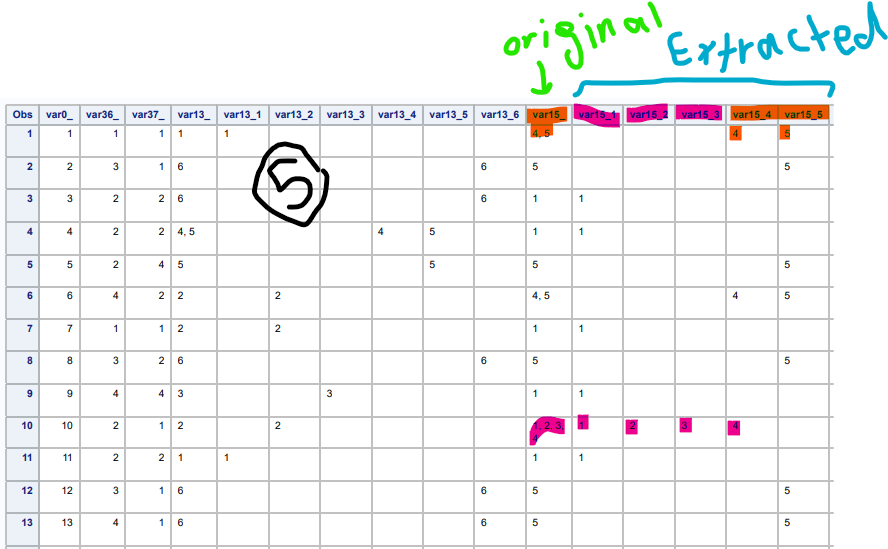 original
Extracted
Obs var0_ var36_ var37_ var13_ var13_1 var13_2 var13_3 var13_4 var13_5 var13_6 var15_ var15_1 var15_2 var15_3 var15_4 var15_5
1 1 1 1 1 1 4, 5 4 5
2 2 3 1 6 6 5 5
5
3 3 2 2 6 6 1 1
4 4 2 2 4, 5 4 5 1 1
5 5 2 4 5 5 5 5
6 6 4 2 2 2 4, 5 4 5
7 7 1 1 2 2 1 1
8 8 3 2 6 6 5 5
9 9 4 4 3 3 1 1
10 10 2 1 2 2 1, 2, 3, 1 2 3 4
4
11 11 2 2 1 1 1 1
12 12 3 1 6 6 5 5
13 13 4 1 6 6 5 5